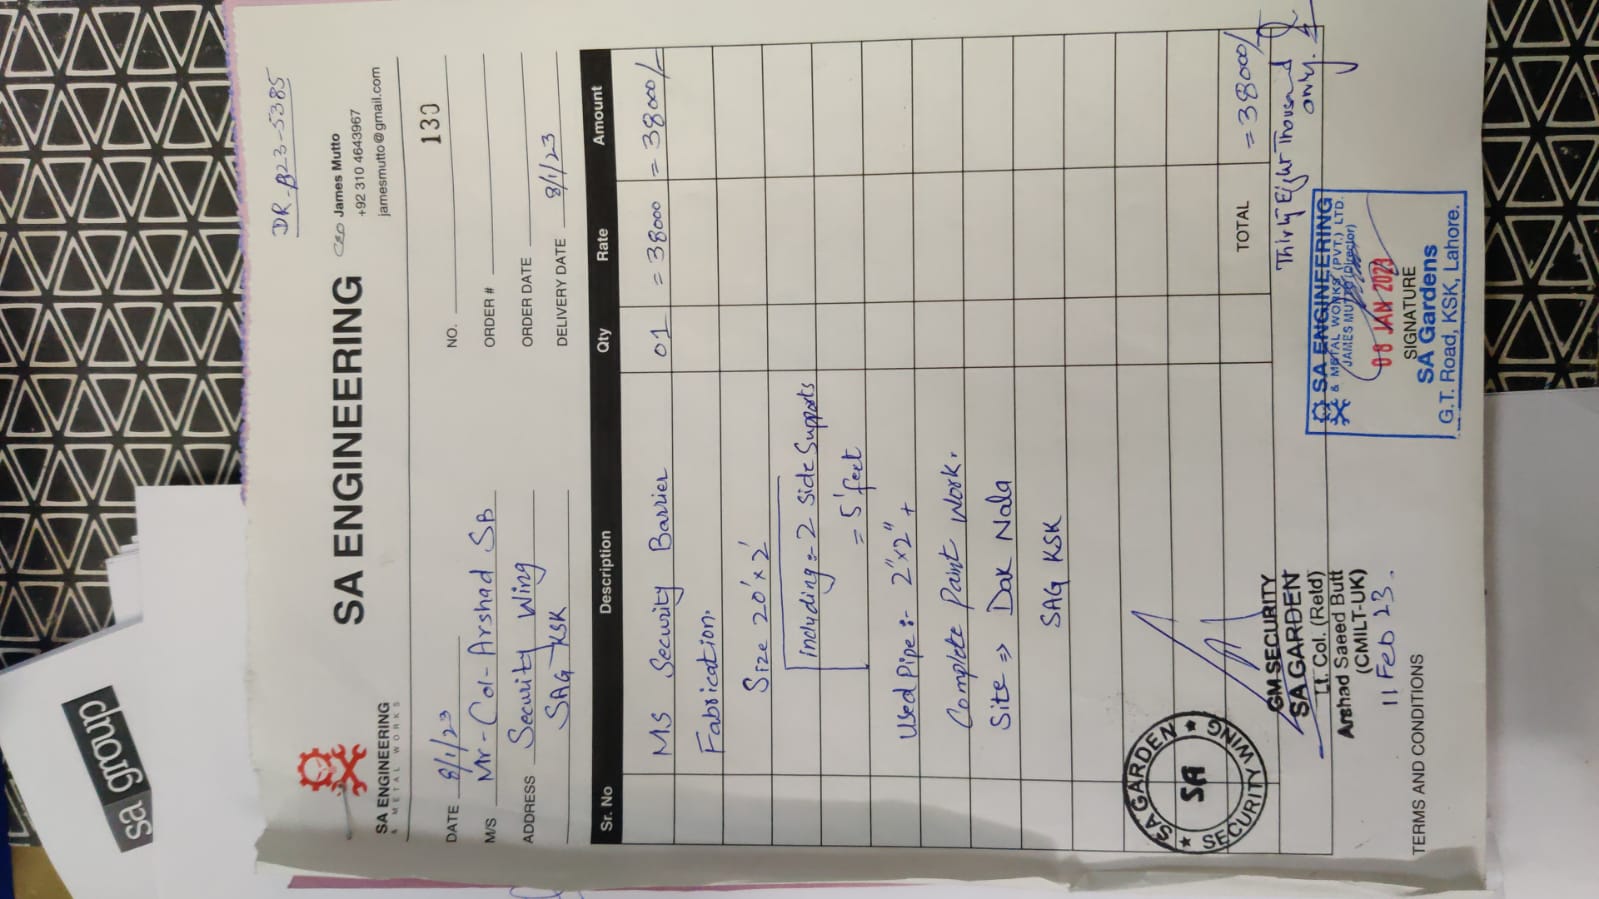 DR-B23-5385
SA ENGINEERING
& METAL WORKS
SA ENGINEERING
CEO James Mutto
+92 310 4643967
jamesmutto@gmail.com
DATE 8/1/23
NO. 130
M/S Mr-Col-Arshad SB
ORDER #
ADDRESS Security Wing
ORDER DATE
SAG KSK
DELIVERY DATE 8/1/23
Sr. No Description Qty Rate Amount
MS Security Barrier 01 = 38000 = 38000/-
Fabrication.
Size 20'x2'
including :- 2 Side Supports
= 5' feet
Used Pipe :- 2"x2" +
Complete Paint Work.
Site => Dak Nala
SAG KSK
TOTAL = 38000/-
Thirty Eight Thousand
only.
SA GARDEN
SA
SECURITY WING
GM SECURITY
SA GARDEN
Lt. Col. (Retd)
Arshad Saeed Butt
(CMILT-UK)
11 Feb 23.
SA ENGINEERING
& METAL WORKS (PVT.) LTD.
JAMES MUTTO (Director)
08 JAN 2023
SIGNATURE
SA Gardens
G.T. Road, KSK, Lahore.
TERMS AND CONDITIONS
sa group